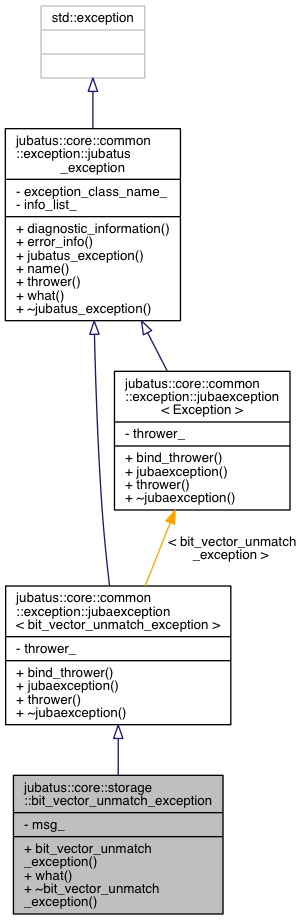 std::exception
jubatus::core::common
::exception::jubatus
_exception
- exception_class_name_
- info_list_
+ diagnostic_information()
+ error_info()
+ jubatus_exception()
+ name()
+ thrower()
+ what()
+ ~jubatus_exception()
jubatus::core::common
::exception::jubaexception
< Exception >
- thrower_
+ bind_thrower()
+ jubaexception()
+ thrower()
+ ~jubaexception()
< bit_vector_unmatch
_exception >
jubatus::core::common
::exception::jubaexception
< bit_vector_unmatch_exception >
- thrower_
+ bind_thrower()
+ jubaexception()
+ thrower()
+ ~jubaexception()
jubatus::core::storage
::bit_vector_unmatch_exception
- msg_
+ bit_vector_unmatch
_exception()
+ what()
+ ~bit_vector_unmatch
_exception()